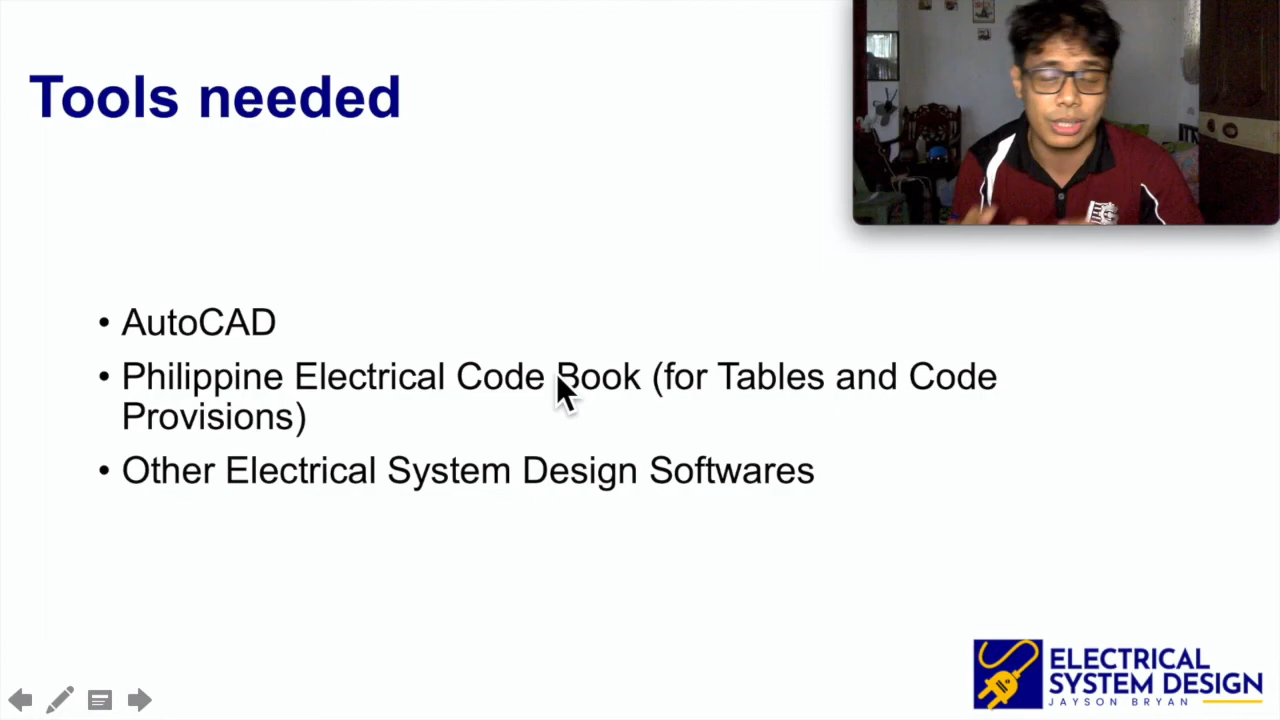 Tools needed
• AutoCAD
• Philippine Electrical Code Book (for Tables and Code
Provisions)
• Other Electrical System Design Softwares
ELECTRICAL
SYSTEM DESIGN
JAYSON BRYAN